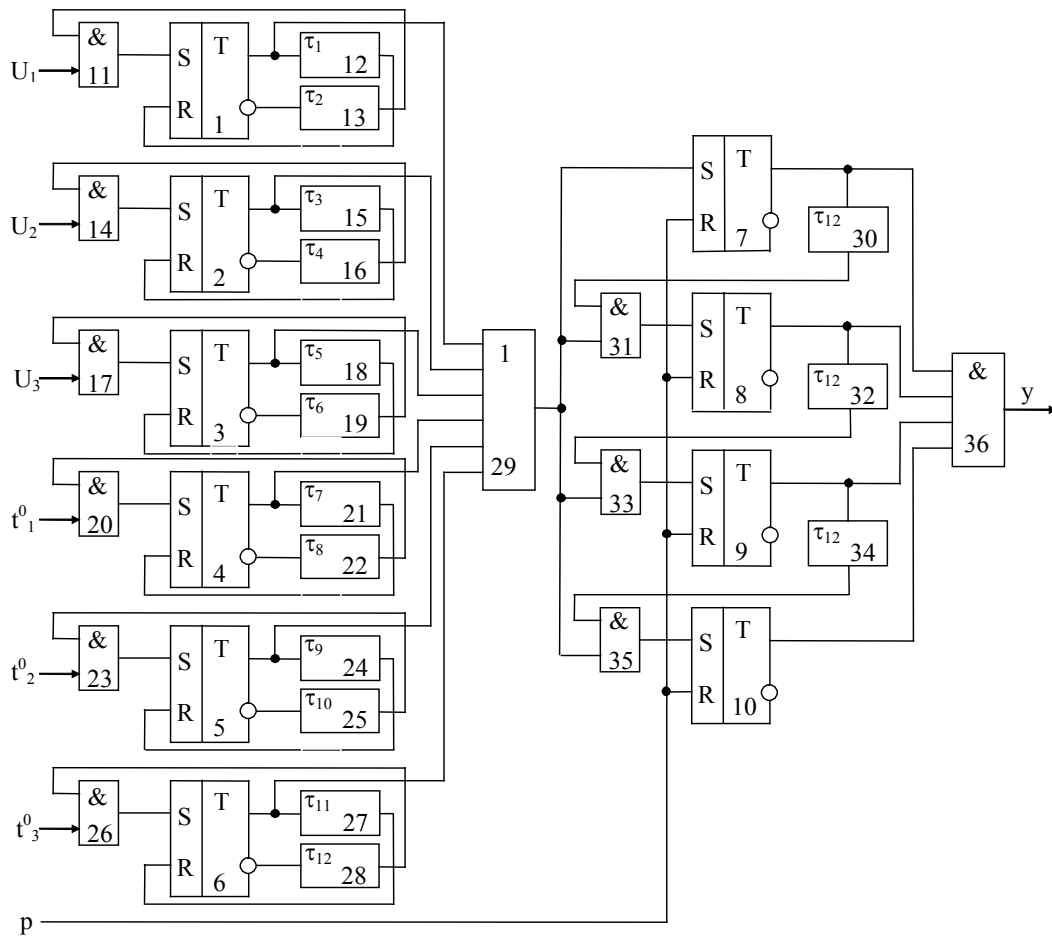 & S T τ1 12
U1 11 R 1 τ2 13
& S T τ3 15
U2 14 R 2 τ4 16
& S T τ5 18
U3 17 R 3 τ6 19
& S T τ7 21
t⁰1 20 R 4 τ8 22
& S T τ9 24
t⁰2 23 R 5 τ10 25
& S T τ11 27
t⁰3 26 R 6 τ12 28
p
1
29
S T
R 7 τ12 30
& S T
31 R 8 τ12 32
& S T
33 R 9 τ12 34
& S T
35 R 10
&
36
y